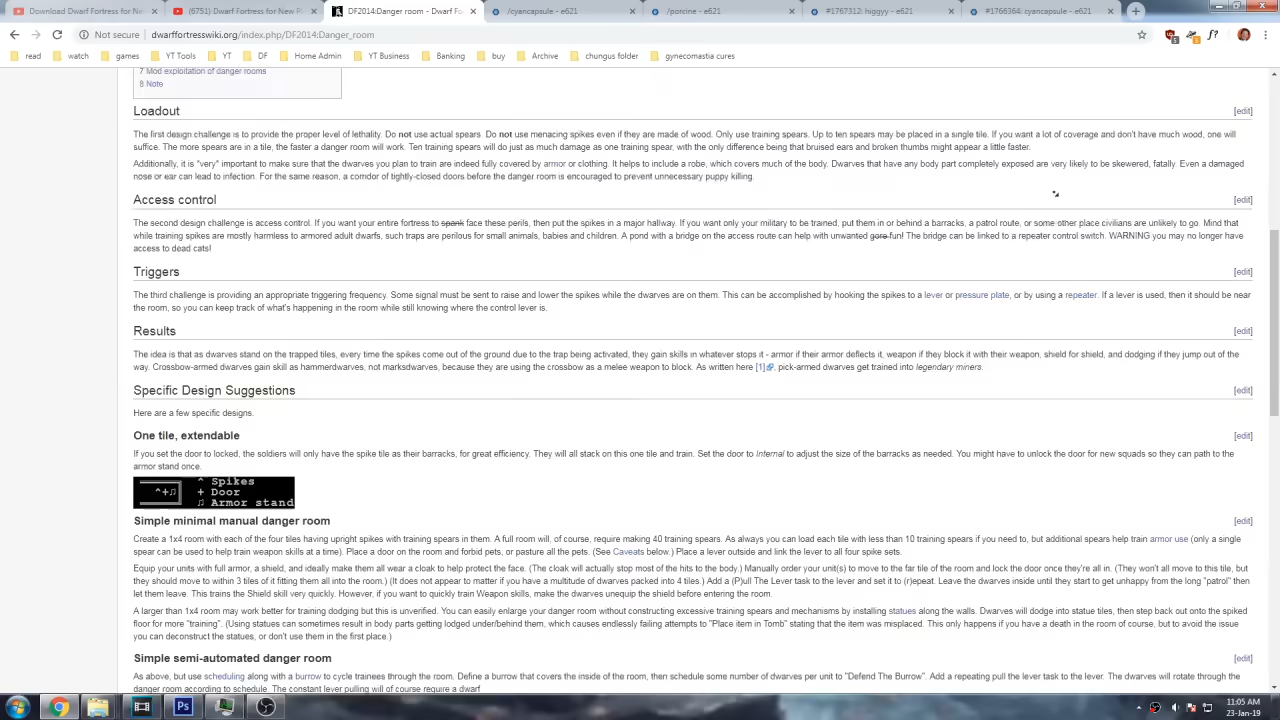 Download Dwarf Fortress for Ne
(6751) Dwarf Fortress for New P
DF2014:Danger room - Dwarf Fo
/cyancapsule - e621
/porcine - e621
#1767312: higgyy - e621
#1766364: cyancapsule - e621
Not secure | dwarffortresswiki.org/index.php/DF2014:Danger_room
read watch games YT Tools YT DF Home Admin YT Business Banking buy Archive chungus folder gynecomastia cures
7 Mod exploitation of danger rooms
8 Note
Loadout [edit]
The first design challenge is to provide the proper level of lethality. Do not use actual spears. Do not use menacing spikes even if they are made of wood. Only use training spears. Up to ten spears may be placed in a single tile. If you want a lot of coverage and don't have much wood, one will
suffice. The more spears are in a tile, the faster a danger room will work. Ten training spears will do just as much damage as one training spear, with the only difference being that bruised ears and broken thumbs might appear a little faster.
Additionally, it is *very* important to make sure that the dwarves you plan to train are indeed fully covered by armor or clothing. It helps to include a robe, which covers much of the body. Dwarves that have any body part completely exposed are very likely to be skewered, fatally. Even a damaged
nose or ear can lead to infection. For the same reason, a corridor of tightly-closed doors before the danger room is encouraged to prevent unnecessary puppy killing.
Access control [edit]
The second design challenge is access control. If you want your entire fortress to spank face these perils, then put the spikes in a major hallway. If you want only your military to be trained, put them in or behind a barracks, a patrol route, or some other place civilians are unlikely to go. Mind that
while training spikes are mostly harmless to armored adult dwarfs, such traps are perilous for small animals, babies and children. A pond with a bridge on the access route can help with unwanted gore fun! The bridge can be linked to a repeater control switch. WARNING you may no longer have
access to dead cats!
Triggers [edit]
The third challenge is providing an appropriate triggering frequency. Some signal must be sent to raise and lower the spikes while the dwarves are on them. This can be accomplished by hooking the spikes to a lever or pressure plate, or by using a repeater. If a lever is used, then it should be near
the room, so you can keep track of what's happening in the room while still knowing where the control lever is.
Results [edit]
The idea is that as dwarves stand on the trapped tiles, every time the spikes come out of the ground due to the trap being activated, they gain skills in whatever stops it - armor if their armor deflects it, weapon if they block it with their weapon, shield for shield, and dodging if they jump out of the
way. Crossbow-armed dwarves gain skill as hammerdwarves, not marksdwarves, because they are using the crossbow as a melee weapon to block. As written here [1], pick-armed dwarves get trained into legendary miners.
Specific Design Suggestions [edit]
Here are a few specific designs.
One tile, extendable [edit]
If you set the door to locked, the soldiers will only have the spike tile as their barracks, for great efficiency. They will all stack on this one tile and train. Set the door to Internal to adjust the size of the barracks as needed. You might have to unlock the door for new squads so they can path to the
armor stand once.
^ Spikes
^+♫ + Door
♫ Armor stand
Simple minimal manual danger room [edit]
Create a 1x4 room with each of the four tiles having upright spikes with training spears in them. A full room will, of course, require making 40 training spears. As always you can load each tile with less than 10 training spears if you need to, but additional spears help train armor use (only a single
spear can be used to help train weapon skills at a time). Place a door on the room and forbid pets, or pasture all the pets. (See Caveats below.) Place a lever outside and link the lever to all four spike sets.
Equip your units with full armor, a shield, and ideally make them all wear a cloak to help protect the face. (The cloak will actually stop most of the hits to the body.) Manually order your unit(s) to move to the far tile of the room and lock the door once they're all in. (They won't all move to this tile, but
they should move to within 3 tiles of it fitting them all into the room.) (It does not appear to matter if you have a multitude of dwarves packed into 4 tiles.) Add a (P)ull The Lever task to the lever and set it to (r)epeat. Leave the dwarves inside until they start to get unhappy from the long "patrol" then
let them leave. This trains the Shield skill very quickly. However, if you want to quickly train Weapon skills, make the dwarves unequip the shield before entering the room.
A larger than 1x4 room may work better for training dodging but this is unverified. You can easily enlarge your danger room without constructing excessive training spears and mechanisms by installing statues along the walls. Dwarves will dodge into statue tiles, then step back out onto the spiked
floor for more "training". (Using statues can sometimes result in body parts getting lodged under/behind them, which causes endlessly failing attempts to "Place item in Tomb" stating that the item was misplaced. This only happens if you have a death in the room of course, but to avoid the issue
you can deconstruct the statues, or don't use them in the first place.)
Simple semi-automated danger room [edit]
As above, but use scheduling along with a burrow to cycle trainees through the room. Define a burrow that covers the inside of the room, then schedule some number of dwarves per unit to "Defend The Burrow". Add a repeating pull the lever task to the lever. The dwarves will rotate through the
danger room according to schedule. The constant lever pulling will of course require a dwarf
11:05 AM
23-Jan-19